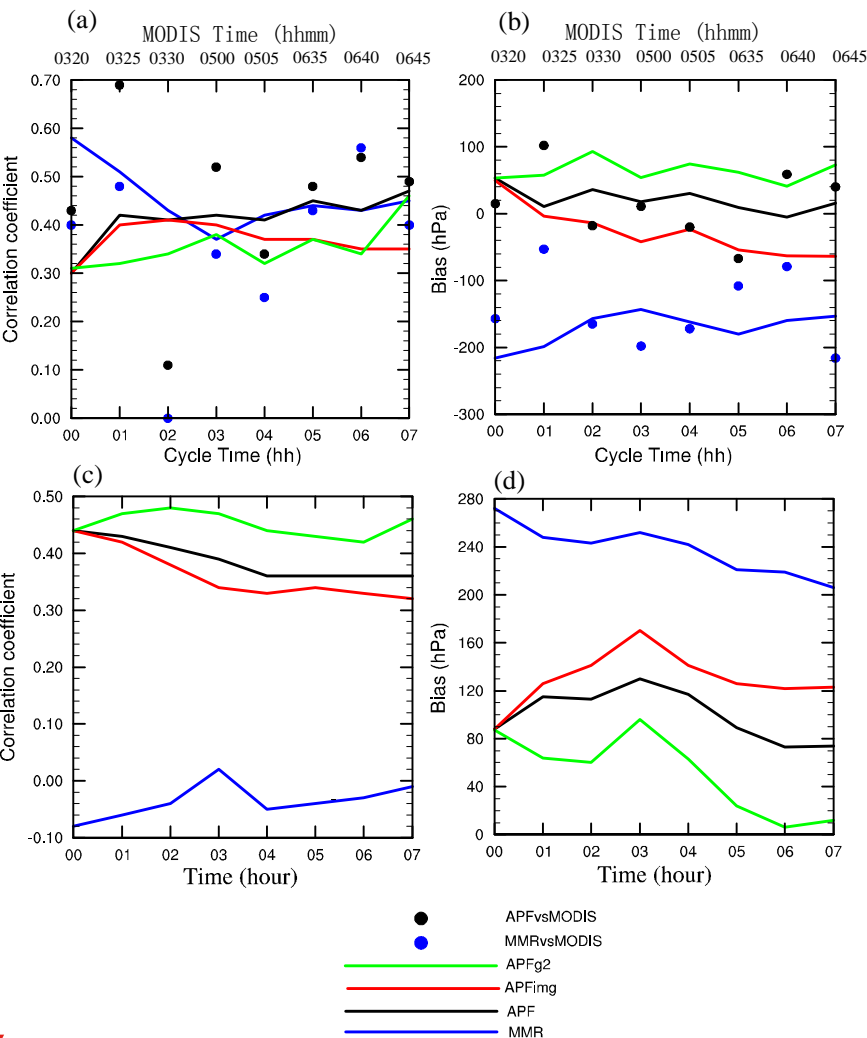 (a)
MODIS Time (hhmm)
0320 0325 0330 0500 0505 0635 0640 0645
0.70
0.60
0.50
0.40
0.30
0.20
0.10
0.00
Correlation coefficient
00 01 02 03 04 05 06 07
Cycle Time (hh)
(b)
MODIS Time (hhmm)
0320 0325 0330 0500 0505 0635 0640 0645
200
100
0
-100
-200
-300
Bias (hPa)
00 01 02 03 04 05 06 07
Cycle Time (hh)
(c)
0.50
0.40
0.30
0.20
0.10
0.00
-0.10
Correlation coefficient
00 01 02 03 04 05 06 07
Time (hour)
(d)
280
240
200
160
120
80
40
0
Bias (hPa)
00 01 02 03 04 05 06 07
Time (hour)
APFvsMODIS
MMRvsMODIS
APFg2
APFimg
APF
MMR